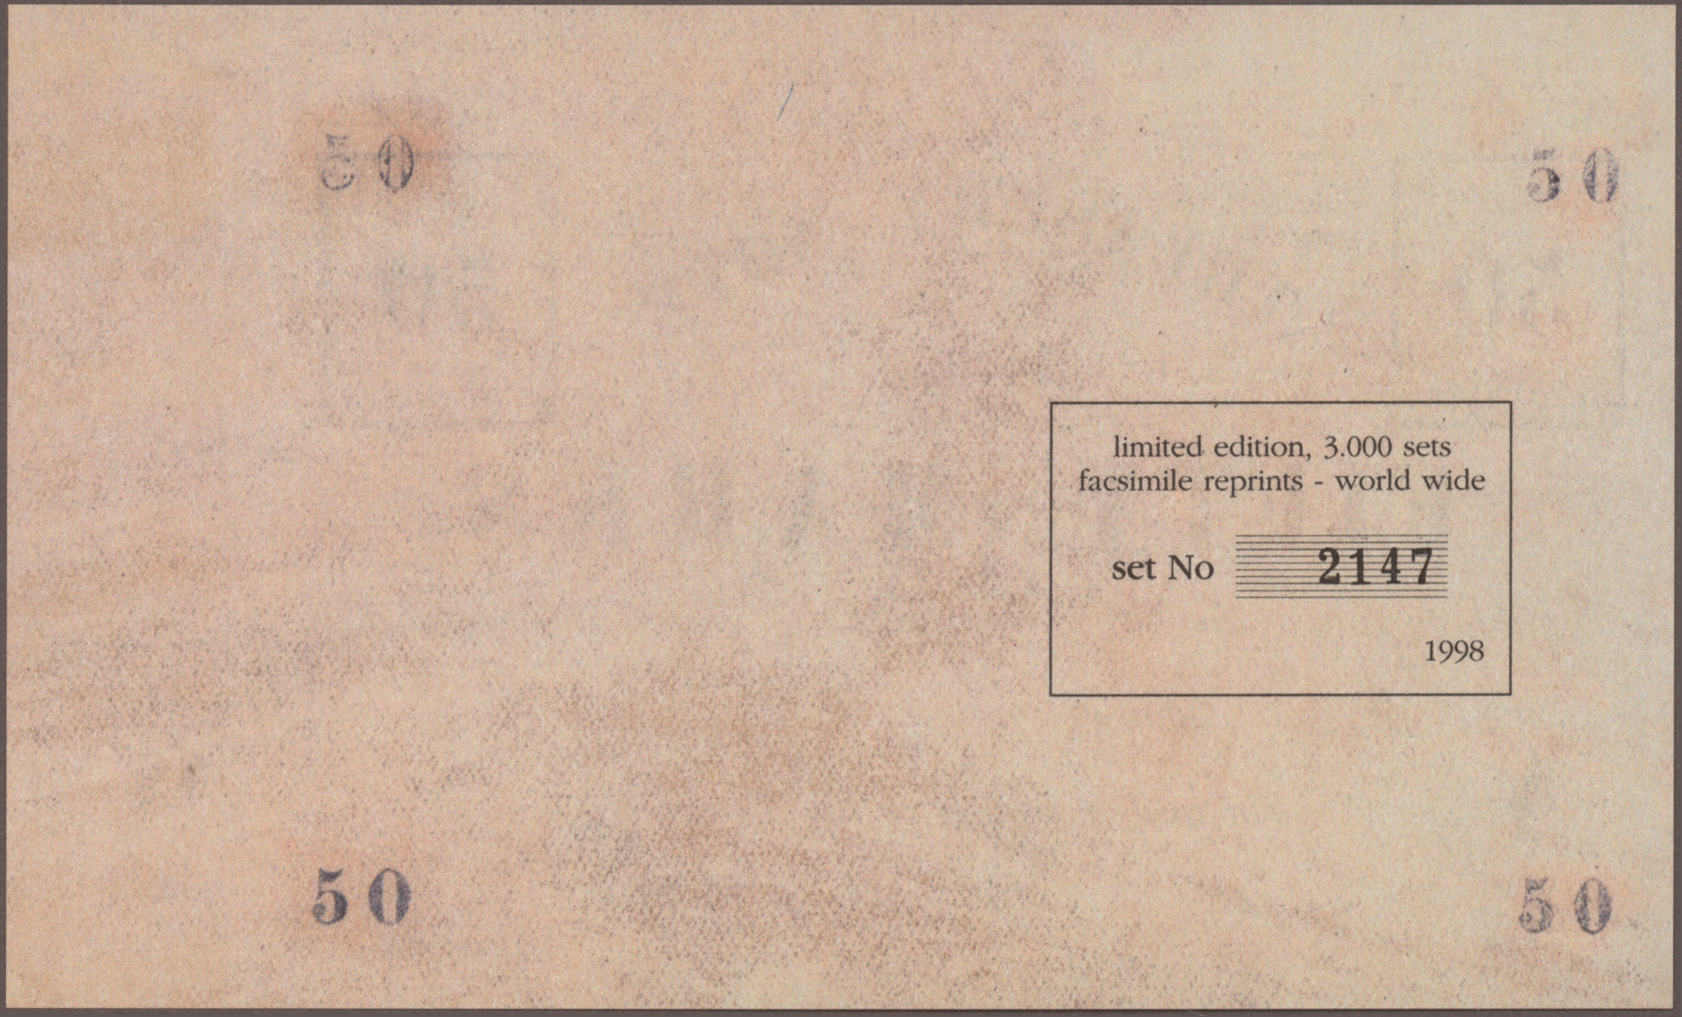 50
50
limited edition, 3.000 sets
facsimile reprints - world wide
set No 2147
1998
50
50